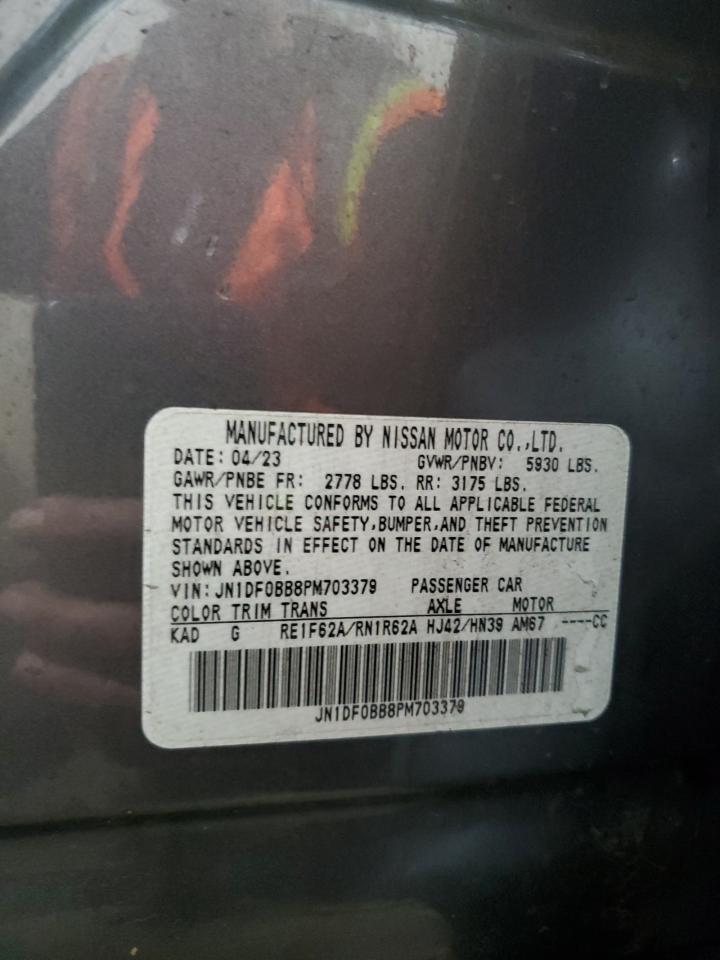 MANUFACTURED BY NISSAN MOTOR CO.,LTD.
DATE: 04/23 GVWR/PNBV: 5930 LBS.
GAWR/PNBE FR: 2778 LBS. RR: 3175 LBS.
THIS VEHICLE CONFORMS TO ALL APPLICABLE FEDERAL
MOTOR VEHICLE SAFETY,BUMPER,AND THEFT PREVENTION
STANDARDS IN EFFECT ON THE DATE OF MANUFACTURE
SHOWN ABOVE.
VIN: JN1DF0BB8PM703379 PASSENGER CAR
COLOR TRIM TRANS AXLE MOTOR
KAD G RE1F62A/RN1R62A HJ42/HN39 AM67 ----CC
JN1DF0BB8PM703379